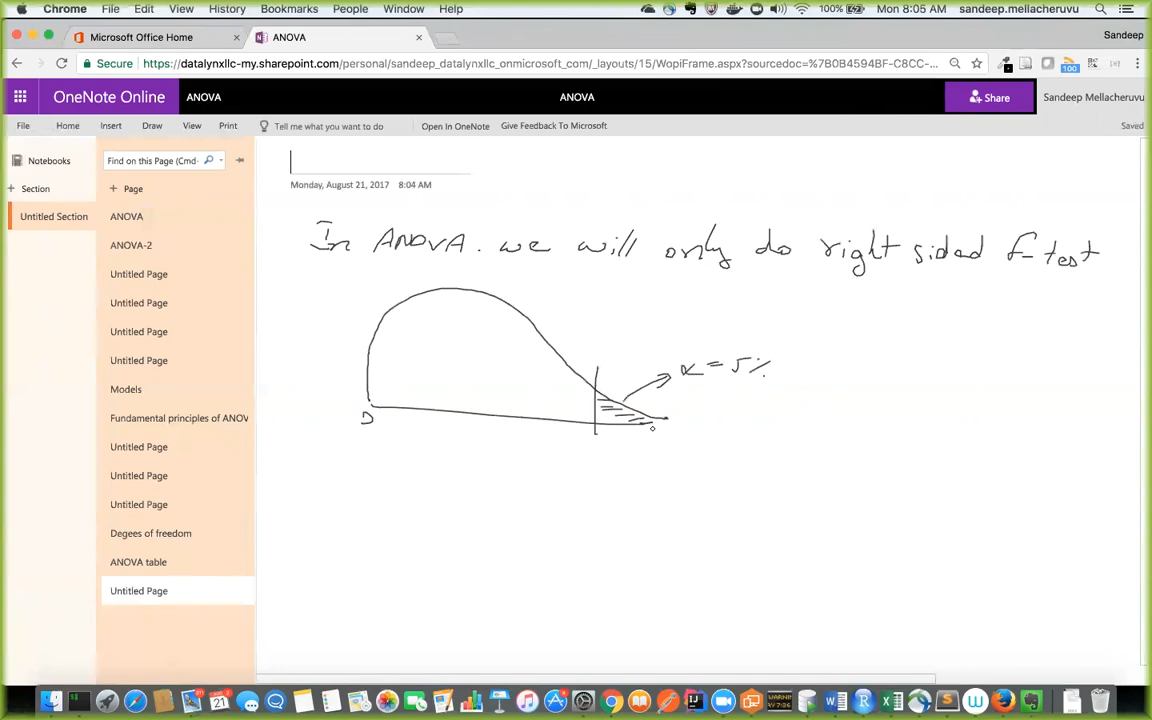 Chrome File Edit View History Bookmarks People Window Help 100% Mon 8:05 AM sandeep.mellacheruvu
Microsoft Office Home ANOVA Sandeep
Secure https://datalynxllc-my.sharepoint.com/personal/sandeep_datalynxllc_onmicrosoft_com/_layouts/15/WopiFrame.aspx?sourcedoc=%7B0B4594BF-C8CC-... 100
OneNote Online ANOVA ANOVA Share Sandeep Mellacheruvu
File Home Insert Draw View Print Tell me what you want to do Open In OneNote Give Feedback To Microsoft Saved
Notebooks
Find on this Page (Cmd-
+ Section
+ Page
Monday, August 21, 2017 8:04 AM
Untitled Section
ANOVA
ANOVA-2
Untitled Page
Untitled Page
Untitled Page
Untitled Page
Models
Fundamental principles of ANOV
Untitled Page
Untitled Page
Untitled Page
Degrees of freedom
ANOVA table
Untitled Page
In ANOVA. we will only do right sided f-test
α = 5%
21